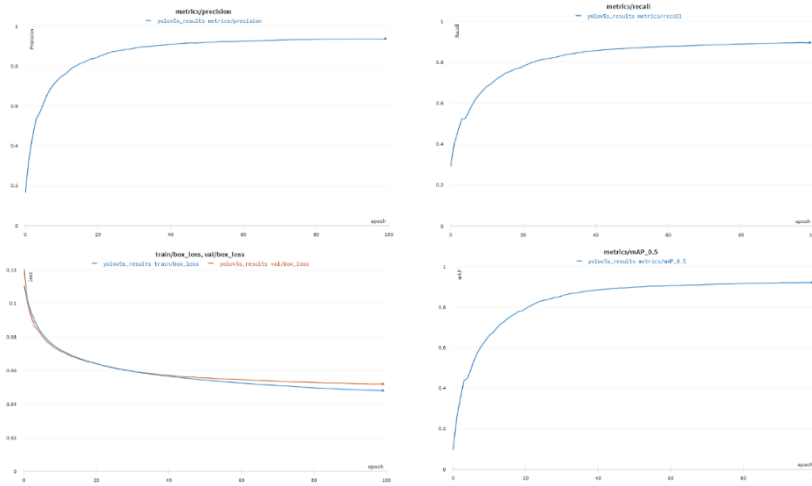 metrics/precision
yolov5s_results metrics/precision
Precision
1
0.8
0.6
0.4
0.2
0
0
20
40
60
80
100
epoch
metrics/recall
yolov5s_results metrics/recall
Recall
1
0.8
0.6
0.4
0.2
0
0
20
40
60
80
epoch
train/box_loss, val/box_loss
yolov5s_results train/box_loss
yolov5s_results val/box_loss
Loss
0.1
0.08
0.06
0.04
0.02
0
0
20
40
60
80
100
epoch
metrics/mAP_0.5
yolov5s_results metrics/mAP_0.5
mAP
1
0.8
0.6
0.4
0.2
0
0
20
40
60
80
epoch